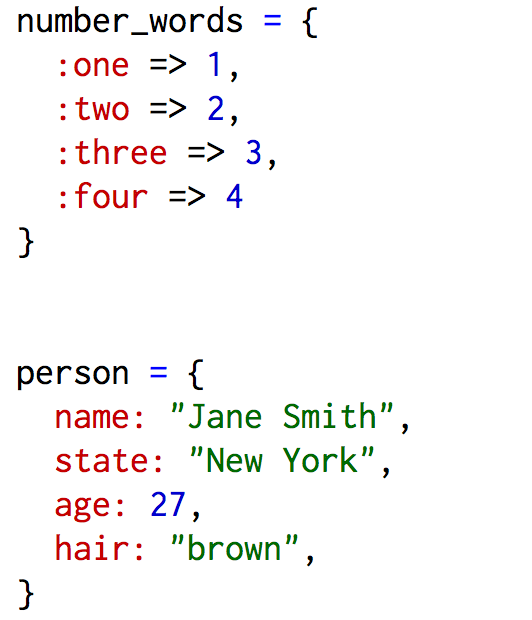 number_words = {
  :one => 1,
  :two => 2,
  :three => 3,
  :four => 4
}
person = {
  name: "Jane Smith",
  state: "New York",
  age: 27,
  hair: "brown",
}